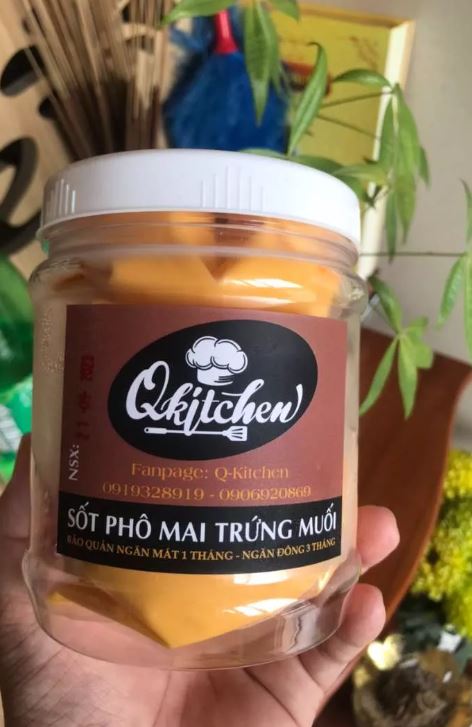 Qkitchen
NSX:
Fanpage: Q-Kitchen
0919328919 - 0906920869
SỐT PHÔ MAI TRỨNG MUỐI
BẢO QUẢN NGĂN MÁT 1 THÁNG - NGĂN ĐÔNG 3 THÁNG